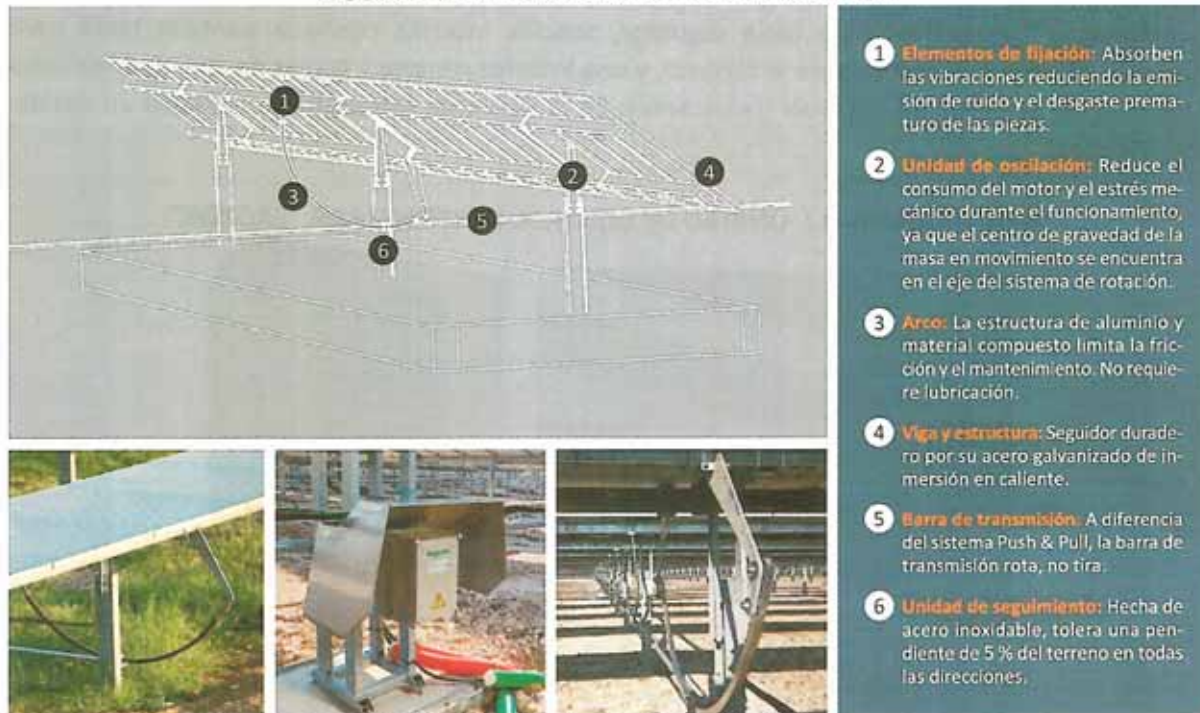 1
2
3
4
5
6
1 Elementos de fijación: Absorben
las vibraciones reduciendo la emi-
sión de ruido y el desgaste prema-
turo de las piezas.
2 Unidad de oscilación: Reduce el
consumo del motor y el estrés me-
cánico durante el funcionamiento,
ya que el centro de gravedad de la
masa en movimiento se encuentra
en el eje del sistema de rotación.
3 Arco: La estructura de aluminio y
material compuesto limita la fric-
ción y el mantenimiento. No requie-
re lubricación.
4 Viga y estructura: Seguidor durade-
ro por su acero galvanizado de in-
mersión en caliente.
5 Barra de transmisión: A diferencia
del sistema Push & Pull, la barra de
transmisión rota, no tira.
6 Unidad de seguimiento: Hecha de
acero inoxidable, tolera una pen-
diente de 5 % del terreno en todas
las direcciones.